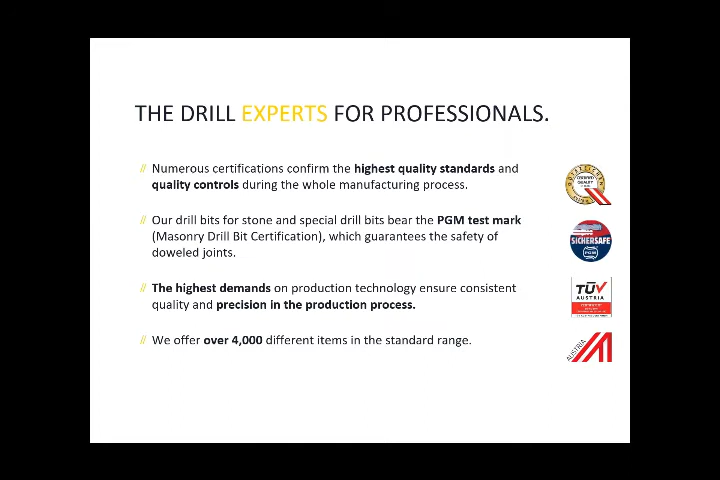 THE DRILL EXPERTS FOR PROFESSIONALS.
// Numerous certifications confirm the highest quality standards and
quality controls during the whole manufacturing process.
// Our drill bits for stone and special drill bits bear the PGM test mark
(Masonry Drill Bit Certification), which guarantees the safety of
doweled joints.
// The highest demands on production technology ensure consistent
quality and precision in the production process.
// We offer over 4,000 different items in the standard range.
QUALITY
SICHERSAFE
PGM
TÜV
AUSTRIA
AUSTRIA